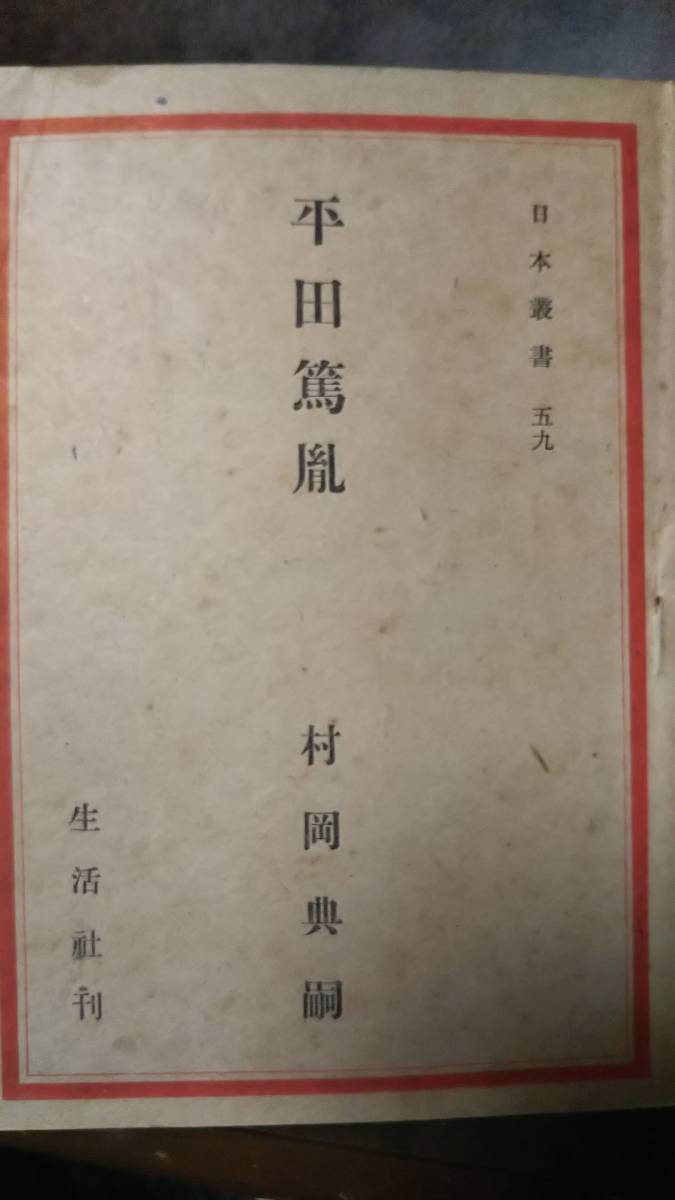 日本叢書 五九
平田篤胤
村岡典嗣
生活社刊